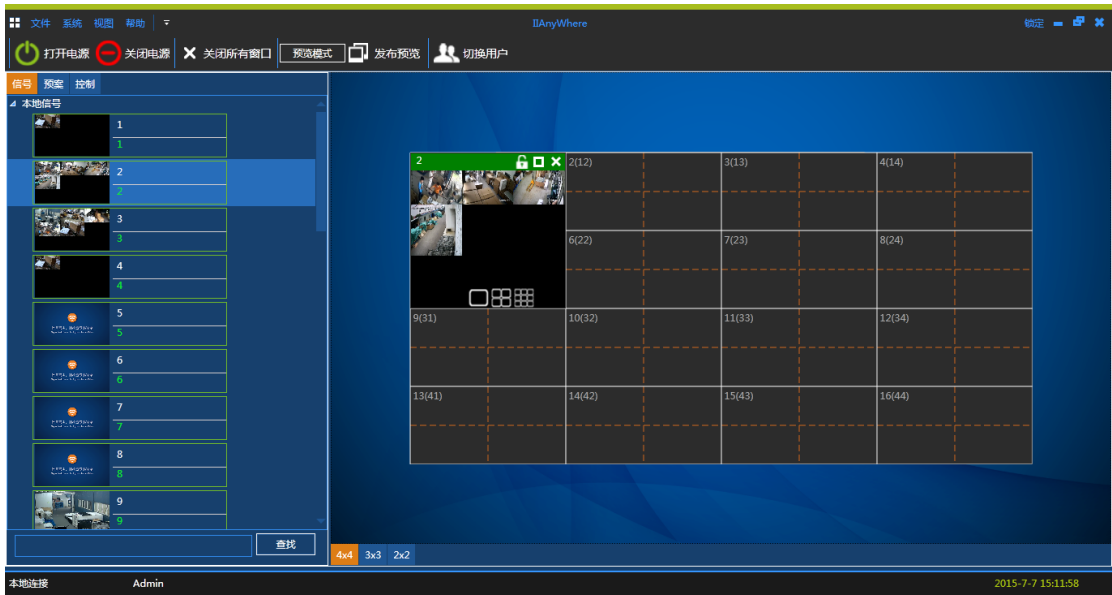 文件 系统 视图 帮助 IIAnyWhere 锁定
打开电源 关闭电源 关闭所有窗口 预览模式 发布预览 切换用户
信号 预案 控制
本地信号
1
1
2
2
3
3
4
4
5
5
6
6
7
7
8
8
9
9
查找
2 2(12) 3(13) 4(14)
6(22) 7(23) 8(24)
9(31) 10(32) 11(33) 12(34)
13(41) 14(42) 15(43) 16(44)
4x4 3x3 2x2
本地连接 Admin 2015-7-7 15:11:58